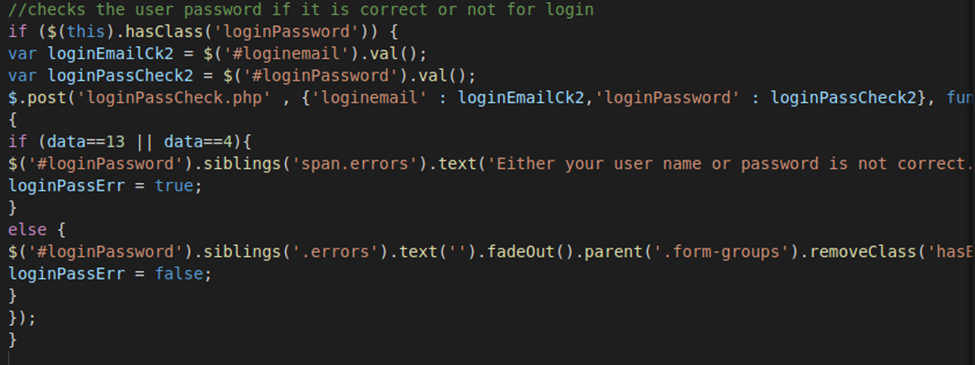 //checks the user password if it is correct or not for login
if ($(this).hasClass('loginPassword')) {
var loginEmailCk2 = $('#loginemail').val();
var loginPassCheck2 = $('#loginPassword').val();
$.post('loginPassCheck.php' , {'loginemail' : loginEmailCk2,'loginPassword' : loginPassCheck2}, fun
{
if (data==13 || data==4){
$('#loginPassword').siblings('span.errors').text('Either your user name or password is not correct.
loginPassErr = true;
}
else {
$('#loginPassword').siblings('.errors').text('').fadeOut().parent('.form-groups').removeClass('hasE
loginPassErr = false;
}
});
}